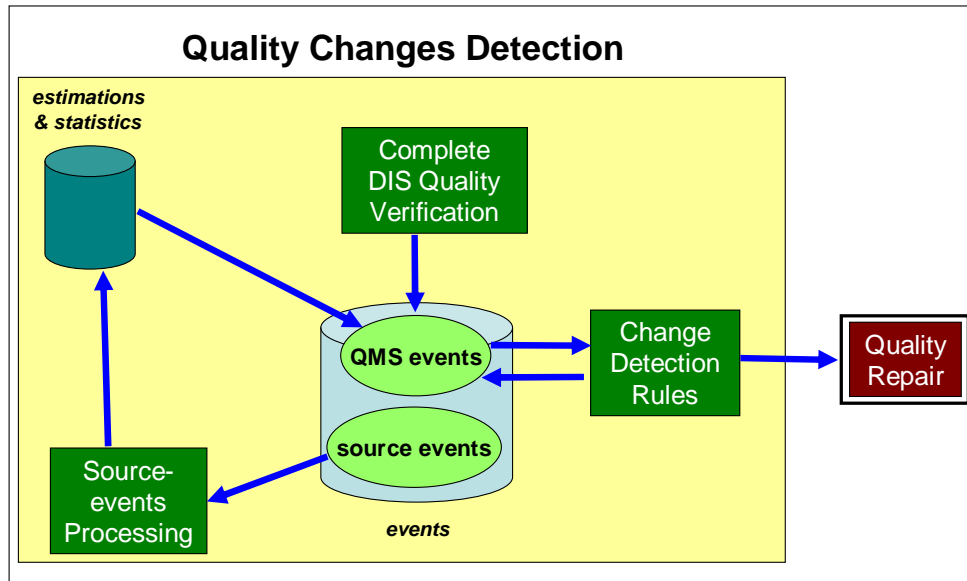 Quality Changes Detection
estimations
& statistics
Complete
DIS Quality
Verification
QMS events
Change
Detection
Rules
Quality
Repair
source events
Source-
events
Processing
events